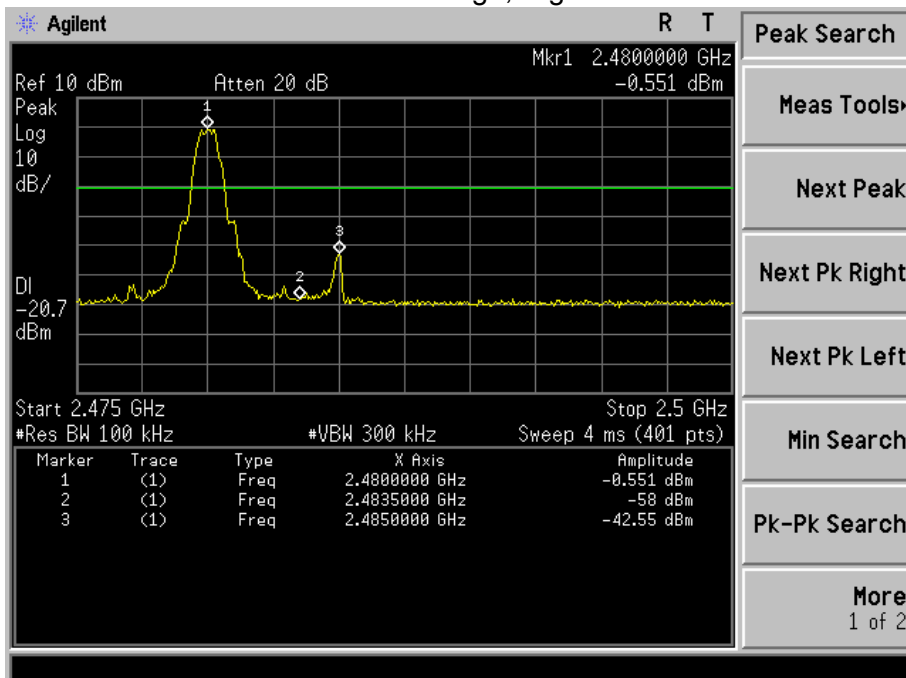 Agilent R T
Mkr1 2.4800000 GHz
Ref 10 dBm Atten 20 dB -0.551 dBm
Peak
Log
10
dB/
1
3
2
DI
-20.7
dBm
Start 2.475 GHz Stop 2.5 GHz
#Res BW 100 kHz #VBW 300 kHz Sweep 4 ms (401 pts)
Marker Trace Type X Axis Amplitude
1 (1) Freq 2.4800000 GHz -0.551 dBm
2 (1) Freq 2.4835000 GHz -58 dBm
3 (1) Freq 2.4850000 GHz -42.55 dBm
Peak Search
Meas Tools
Next Peak
Next Pk Right
Next Pk Left
Min Search
Pk-Pk Search
More
1 of 2